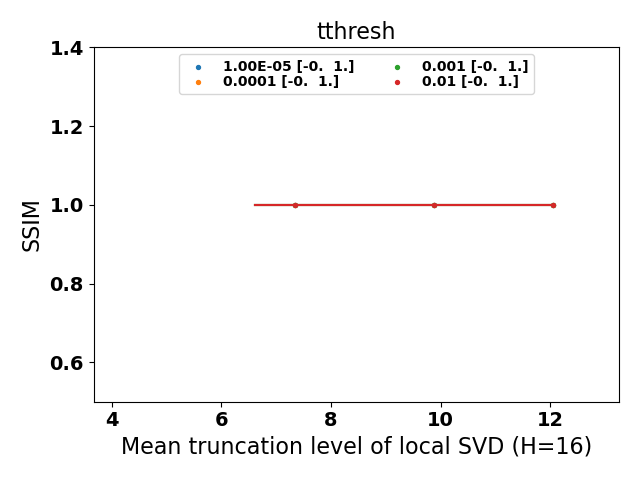 tthresh
1.00E-05 [-0.  1.]
0.0001 [-0.  1.]
0.001 [-0.  1.]
0.01 [-0.  1.]
1.4
1.2
1.0
0.8
0.6
SSIM
4 6 8 10 12
Mean truncation level of local SVD (H=16)